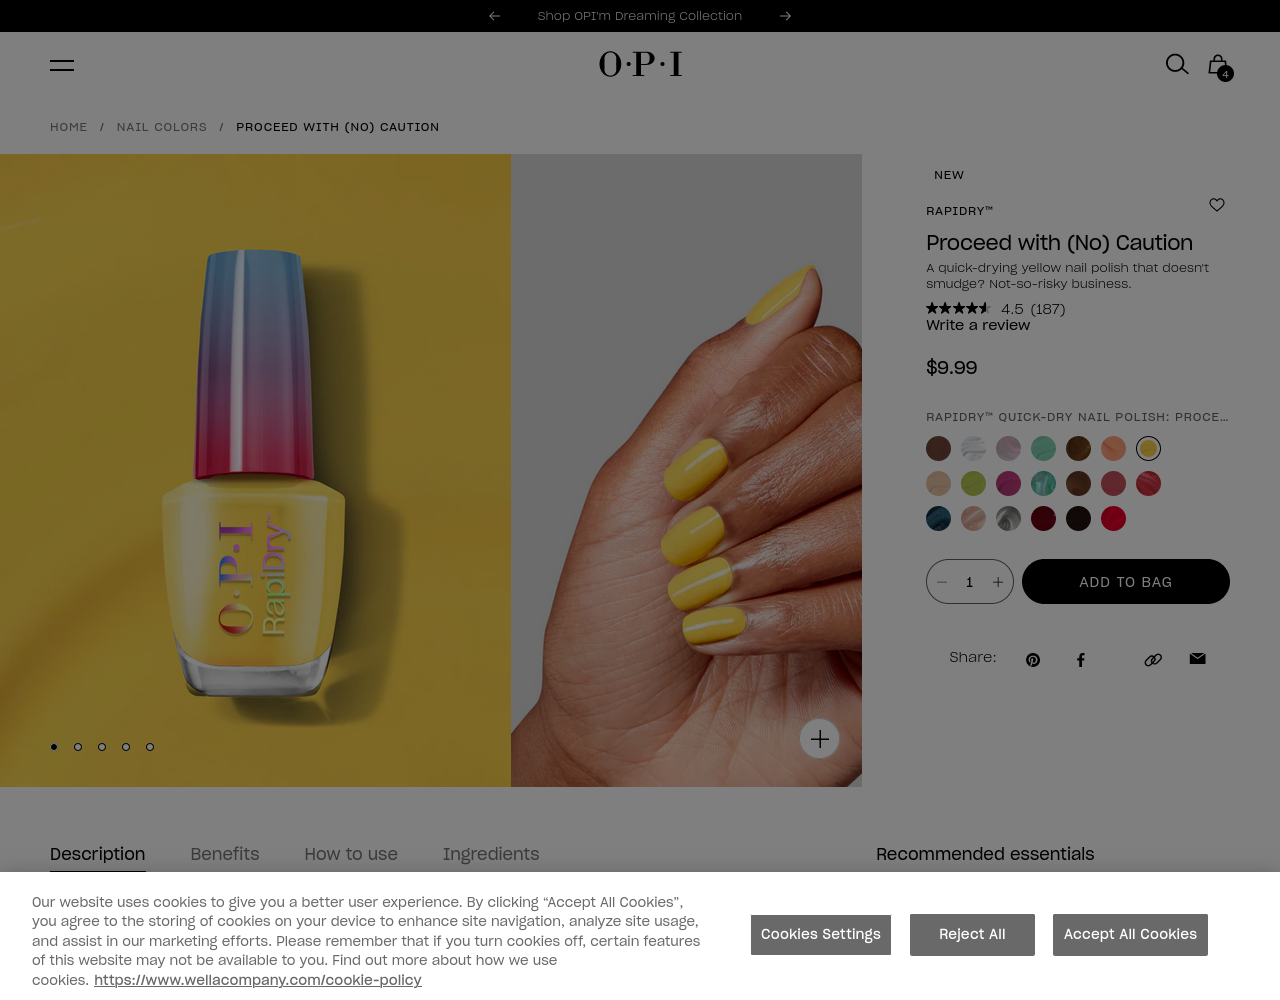 Shop OPI'm Dreaming Collection
O·P·I
4
HOME / NAIL COLORS / PROCEED WITH (NO) CAUTION
NEW
RAPIDRY™
Proceed with (No) Caution
A quick-drying yellow nail polish that doesn't
smudge? Not-so-risky business.
4.5 (187)
Write a review
$9.99
RAPIDRY™ QUICK-DRY NAIL POLISH: PROCE...
1
ADD TO BAG
Share:
O·P·I
RapiDry™
Description Benefits How to use Ingredients
Recommended essentials
Our website uses cookies to give you a better user experience. By clicking “Accept All Cookies”,
you agree to the storing of cookies on your device to enhance site navigation, analyze site usage,
and assist in our marketing efforts. Please remember that if you turn cookies off, certain features
of this website may not be available to you. Find out more about how we use
cookies. https://www.wellacompany.com/cookie-policy
Cookies Settings
Reject All
Accept All Cookies